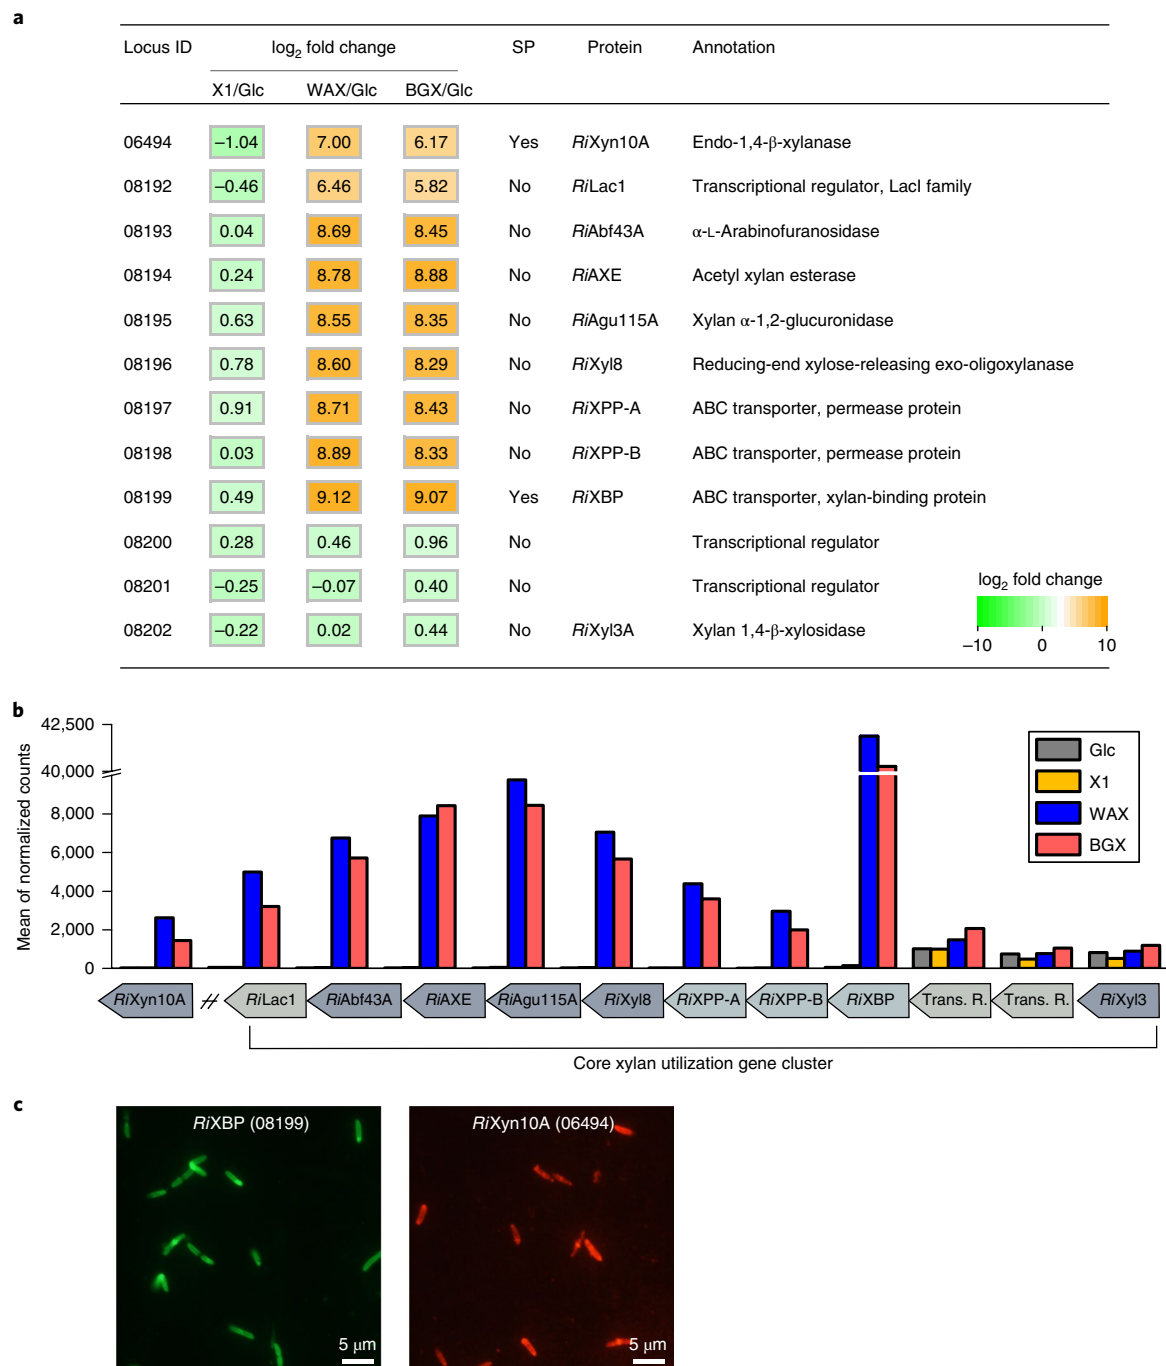 a
Locus ID log2 fold change SP Protein Annotation
X1/Glc WAX/Glc BGX/Glc
06494 −1.04 7.00 6.17 Yes RiXyn10A Endo-1,4-β-xylanase
08192 −0.46 6.46 5.82 No RiLac1 Transcriptional regulator, LacI family
08193 0.04 8.69 8.45 No RiAbf43A α-L-Arabinofuranosidase
08194 0.24 8.78 8.88 No RiAXE Acetyl xylan esterase
08195 0.63 8.55 8.35 No RiAgu115A Xylan α-1,2-glucuronidase
08196 0.78 8.60 8.29 No RiXyl8 Reducing-end xylose-releasing exo-oligoxylanase
08197 0.91 8.71 8.43 No RiXPP-A ABC transporter, permease protein
08198 0.03 8.89 8.33 No RiXPP-B ABC transporter, permease protein
08199 0.49 9.12 9.07 Yes RiXBP ABC transporter, xylan-binding protein
08200 0.28 0.46 0.96 No Transcriptional regulator
08201 −0.25 −0.07 0.40 No Transcriptional regulator
08202 −0.22 0.02 0.44 No RiXyl3A Xylan 1,4-β-xylosidase
log2 fold change
−10 0 10
b
Mean of normalized counts
42,500
40,000
8,000
6,000
4,000
2,000
0
Glc
X1
WAX
BGX
RiXyn10A RiLac1 RiAbf43A RiAXE RiAgu115A RiXyl8 RiXPP-A RiXPP-B RiXBP Trans. R. Trans. R. RiXyl3
Core xylan utilization gene cluster
c
RiXBP (08199) RiXyn10A (06494)
5 μm 5 μm